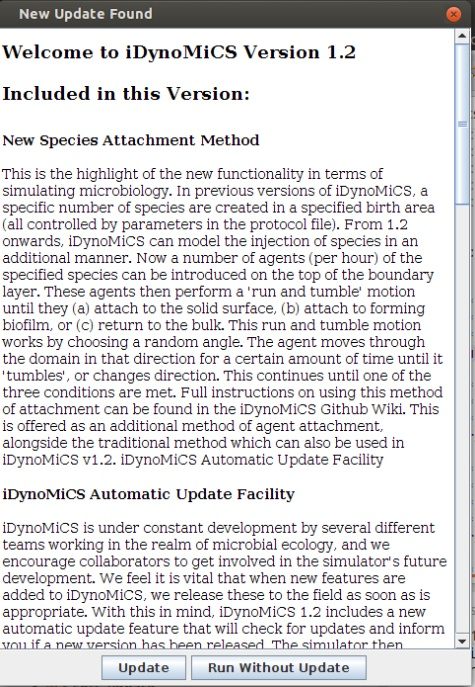 New Update Found
Welcome to iDynoMiCS Version 1.2
Included in this Version:
New Species Attachment Method
This is the highlight of the new functionality in terms of
simulating microbiology. In previous versions of iDynoMiCS, a
specific number of species are created in a specified birth area
(all controlled by parameters in the protocol file). From 1.2
onwards, iDynoMiCS can model the injection of species in an
additional manner. Now a number of agents (per hour) of the
specified species can be introduced on the top of the boundary
layer. These agents then perform a 'run and tumble' motion
until they (a) attach to the solid surface, (b) attach to forming
biofilm, or (c) return to the bulk. This run and tumble motion
works by choosing a random angle. The agent moves through
the domain in that direction for a certain amount of time until it
'tumbles', or changes direction. This continues until one of the
three conditions are met. Full instructions on using this method
of attachment can be found in the iDynoMiCS Github Wiki. This
is offered as an additional method of agent attachment,
alongside the traditional method which can also be used in
iDynoMiCS v1.2. iDynoMiCS Automatic Update Facility
iDynoMiCS Automatic Update Facility
iDynoMiCS is under constant development by several different
teams working in the realm of microbial ecology, and we
encourage collaborators to get involved in the simulator's future
development. We feel it is vital that when new features are
added to iDynoMiCS, we release these to the field as soon as is
appropriate. With this in mind, iDynoMiCS 1.2 includes a new
automatic update feature that will check for updates and inform
you if a new version has been released. The simulator then
Update
Run Without Update